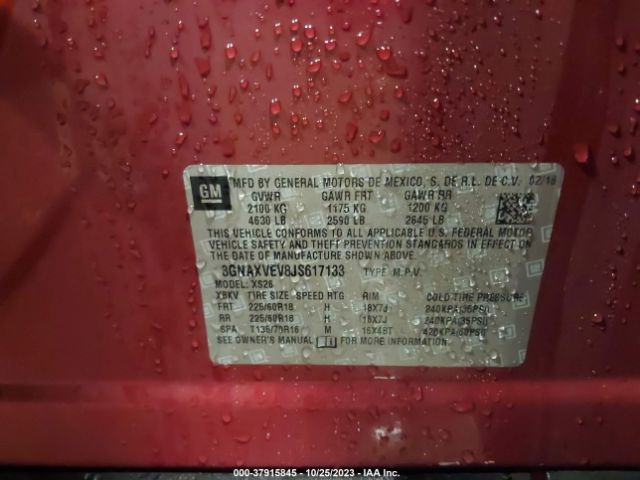 GM
MFD BY GENERAL MOTORS DE MEXICO, S. DE R.L. DE C.V. 02/18
GVWR GAWR FRT GAWR RR
2100 KG 1175 KG 1200 KG
4630 LB 2590 LB 2645 LB
THIS VEHICLE CONFORMS TO ALL APPLICABLE U.S. FEDERAL MOTOR
VEHICLE SAFETY AND THEFT PREVENTION STANDARDS IN EFFECT ON
THE DATE OF MANUFACTURE SHOWN ABOVE.
3GNAXVEV8JS617133 TYPE: M.P.V.
MODEL: XS26
XBKV TIRE SIZE SPEED RTG RIM COLD TIRE PRESSURE
FRT 225/60R18 H 18X7J 240KPA(35PSI)
RR 225/60R18 H 18X7J 240KPA(35PSI)
SPA T135/70R16 M 16X4BT 420KPA(60PSI)
SEE OWNER'S MANUAL FOR MORE INFORMATION.
000-37915845 - 10/25/2023 - IAA Inc.